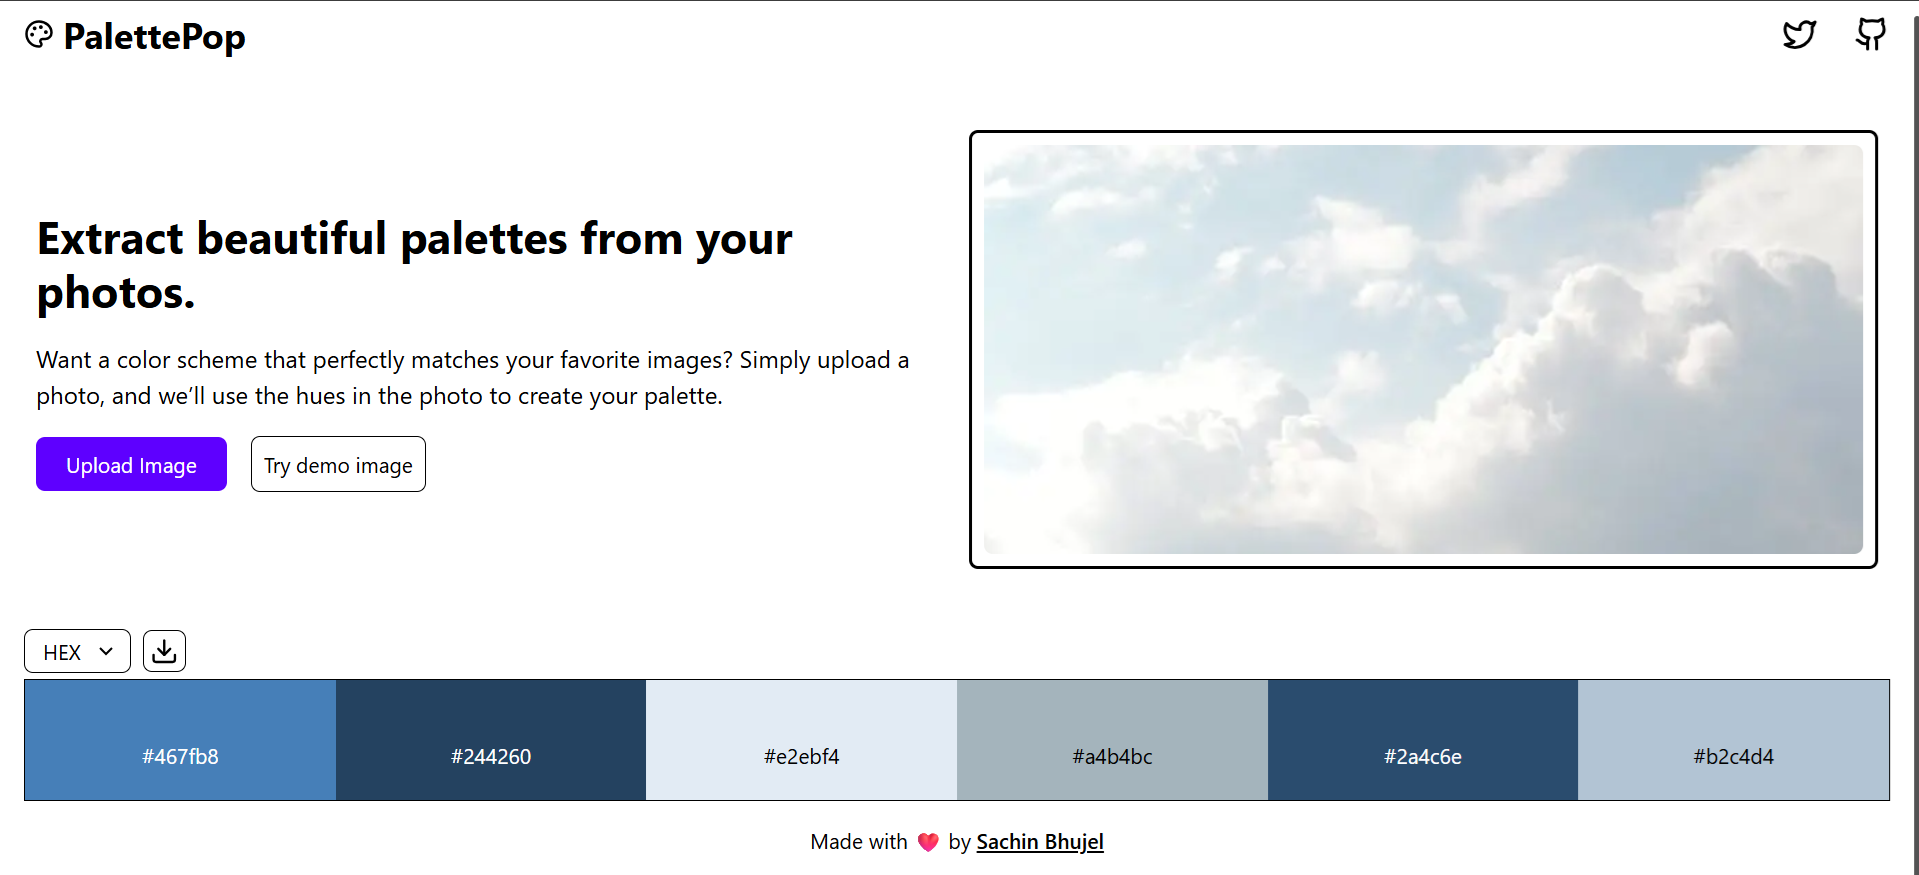 PalettePop
Extract beautiful palettes from your
photos.
Want a color scheme that perfectly matches your favorite images? Simply upload a
photo, and we’ll use the hues in the photo to create your palette.
Upload Image
Try demo image
HEX
#467fb8
#244260
#e2ebf4
#a4b4bc
#2a4c6e
#b2c4d4
Made with 💗 by Sachin Bhujel